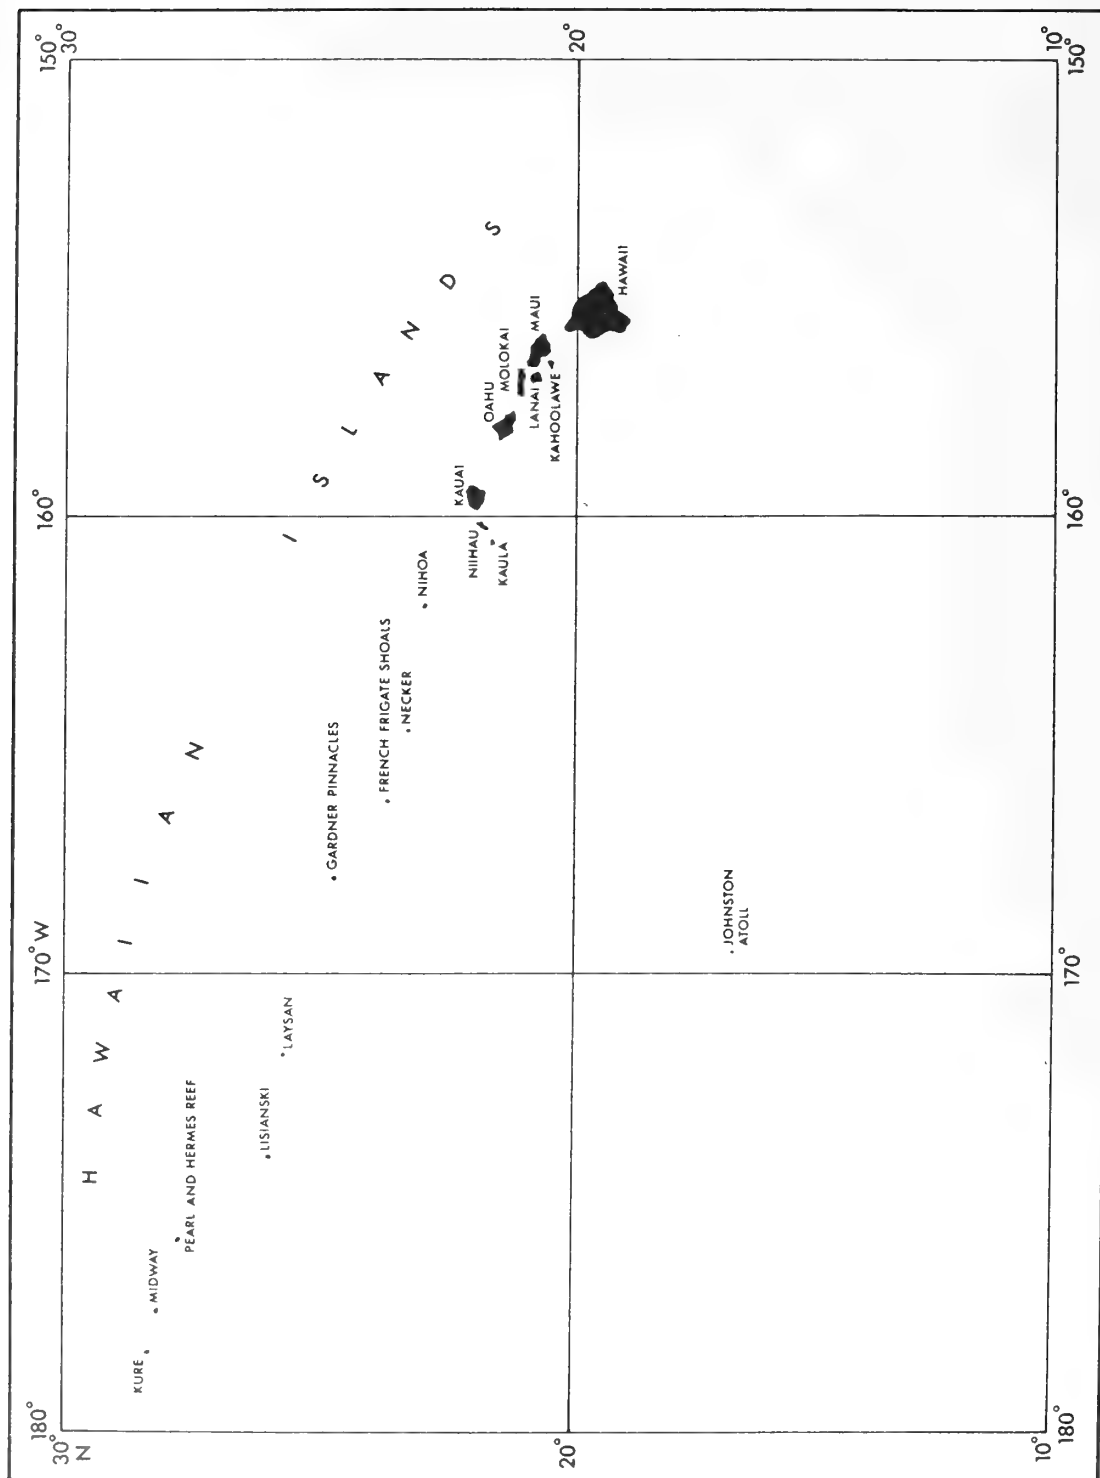 180°
170° W
160°
150°
30°
N
30°
HAWAIIAN ISLANDS
KURE
MIDWAY
PEARL AND HERMES REEF
LISIANSKI
LAYSAN
GARDNER PINNACLES
FRENCH FRIGATE SHOALS
NECKER
NIHOA
NIIHAU
KAULA
KAUAI
OAHU
MOLOKAI
LANAI
KAHOOLAWE
MAUI
HAWAII
20°
20°
JOHNSTON
ATOLL
10°
10°
180°
170°
160°
150°